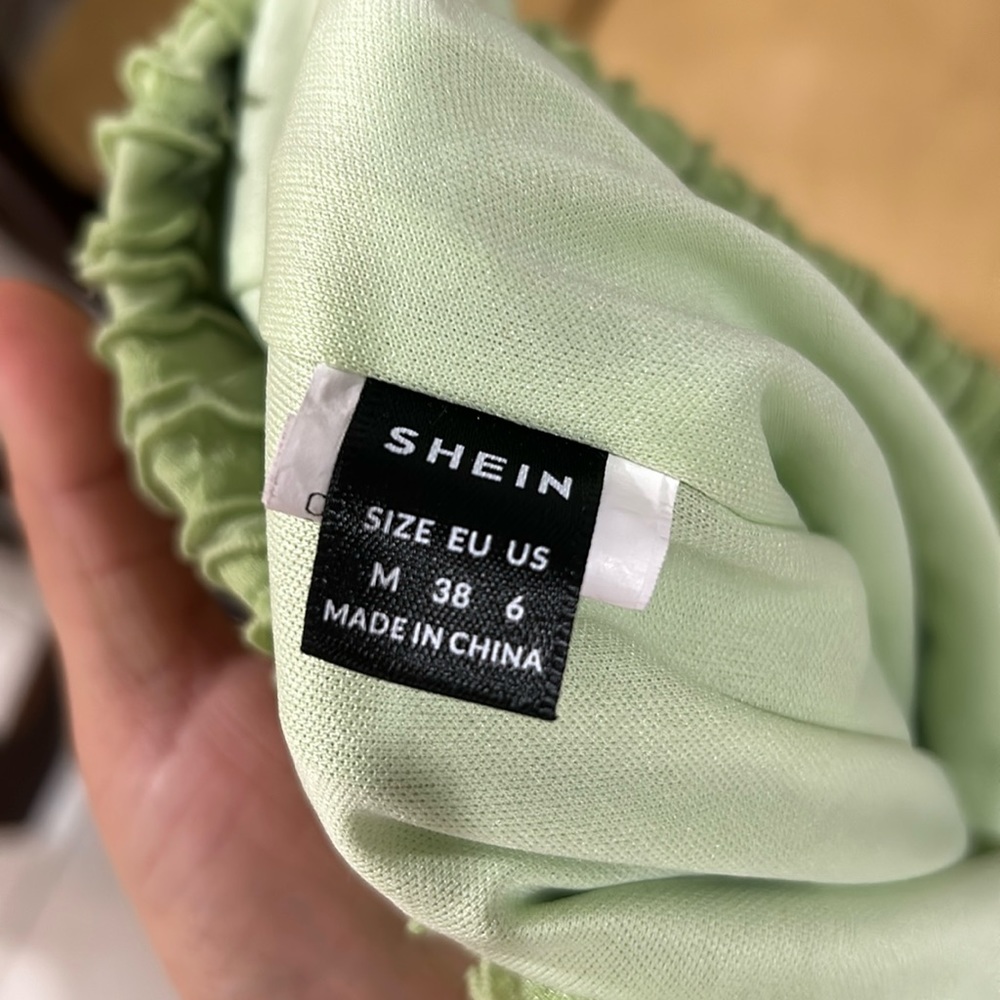 SHEIN
SIZE EU US
M 38 6
MADE IN CHINA